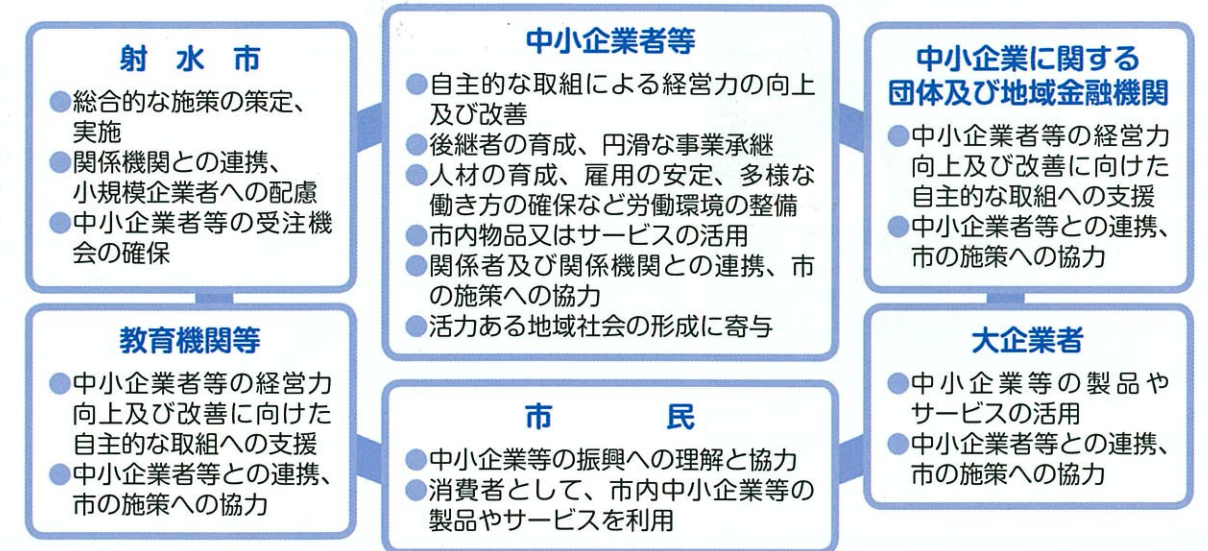 射水市
●総合的な施策の策定、
実施
●関係機関との連携、
小規模企業者への配慮
●中小企業者等の受注機
会の確保
中小企業者等
●自主的な取組による経営力の向上
及び改善
●後継者の育成、円滑な事業承継
●人材の育成、雇用の安定、多様な
働き方の確保など労働環境の整備
●市内物品又はサービスの活用
●関係者及び関係機関との連携、市
の施策への協力
●活力ある地域社会の形成に寄与
中小企業に関する
団体及び地域金融機関
●中小企業者等の経営力
向上及び改善に向けた
自主的な取組への支援
●中小企業者等との連携、
市の施策への協力
教育機関等
●中小企業者等の経営力
向上及び改善に向けた
自主的な取組への支援
●中小企業者等との連携、
市の施策への協力
市民
●中小企業等の振興への理解と協力
●消費者として、市内中小企業等の
製品やサービスを利用
大企業者
●中小企業等の製品や
サービスの活用
●中小企業者等との連携、
市の施策への協力